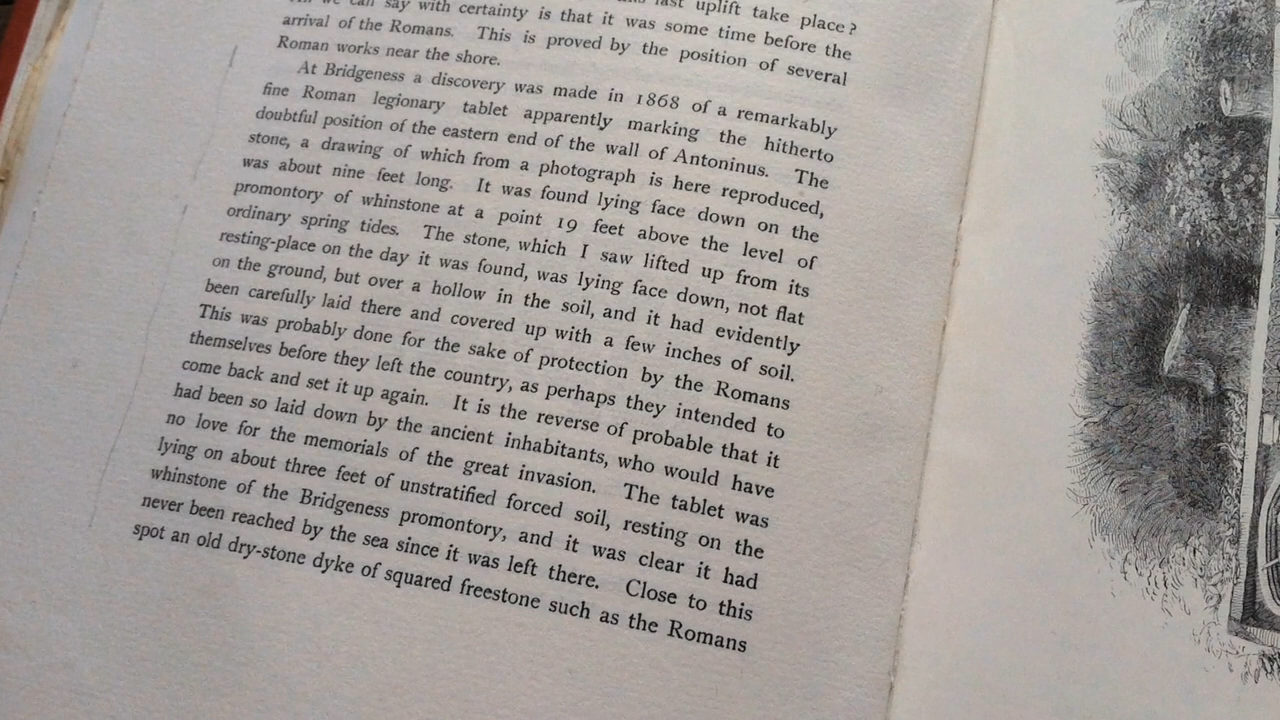 last uplift take place?
we can say with certainty is that it was some time before the
arrival of the Romans. This is proved by the position of several
Roman works near the shore.
At Bridgeness a discovery was made in 1868 of a remarkably
fine Roman legionary tablet apparently marking the hitherto
doubtful position of the eastern end of the wall of Antoninus. The
stone, a drawing of which from a photograph is here reproduced,
was about nine feet long. It was found lying face down on the
promontory of whinstone at a point 19 feet above the level of
ordinary spring tides. The stone, which I saw lifted up from its
resting-place on the day it was found, was lying face down, not flat
on the ground, but over a hollow in the soil, and it had evidently
been carefully laid there and covered up with a few inches of soil.
This was probably done for the sake of protection by the Romans
themselves before they left the country, as perhaps they intended to
come back and set it up again. It is the reverse of probable that it
had been so laid down by the ancient inhabitants, who would have
no love for the memorials of the great invasion. The tablet was
lying on about three feet of unstratified forced soil, resting on the
whinstone of the Bridgeness promontory, and it was clear it had
never been reached by the sea since it was left there. Close to this
spot an old dry-stone dyke of squared freestone such as the Romans